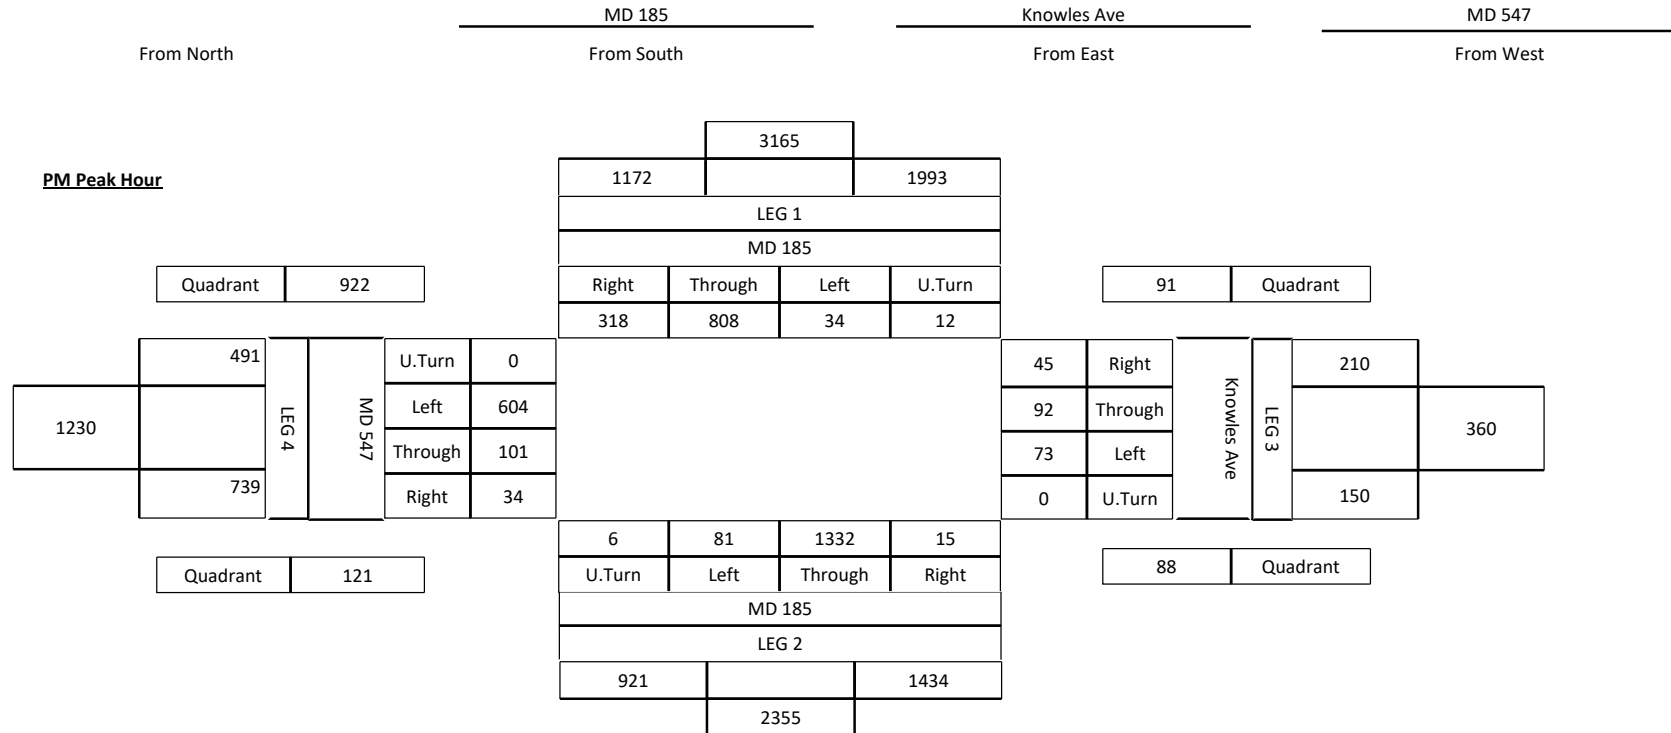 MD 185 Knowles Ave MD 547
From North From South From East From West
3165
PM Peak Hour
1172 1993
LEG 1
MD 185
Quadrant 922
Right Through Left U.Turn
91 Quadrant
318 808 34 12
491
1230
739
LEG 4
MD 547
U.Turn 0
Left 604
Through 101
Right 34
45 Right
92 Through
73 Left
0 U.Turn
Knowles Ave
LEG 3
210
360
150
6 81 1332 15
Quadrant 121
U.Turn Left Through Right
88 Quadrant
MD 185
LEG 2
921 1434
2355